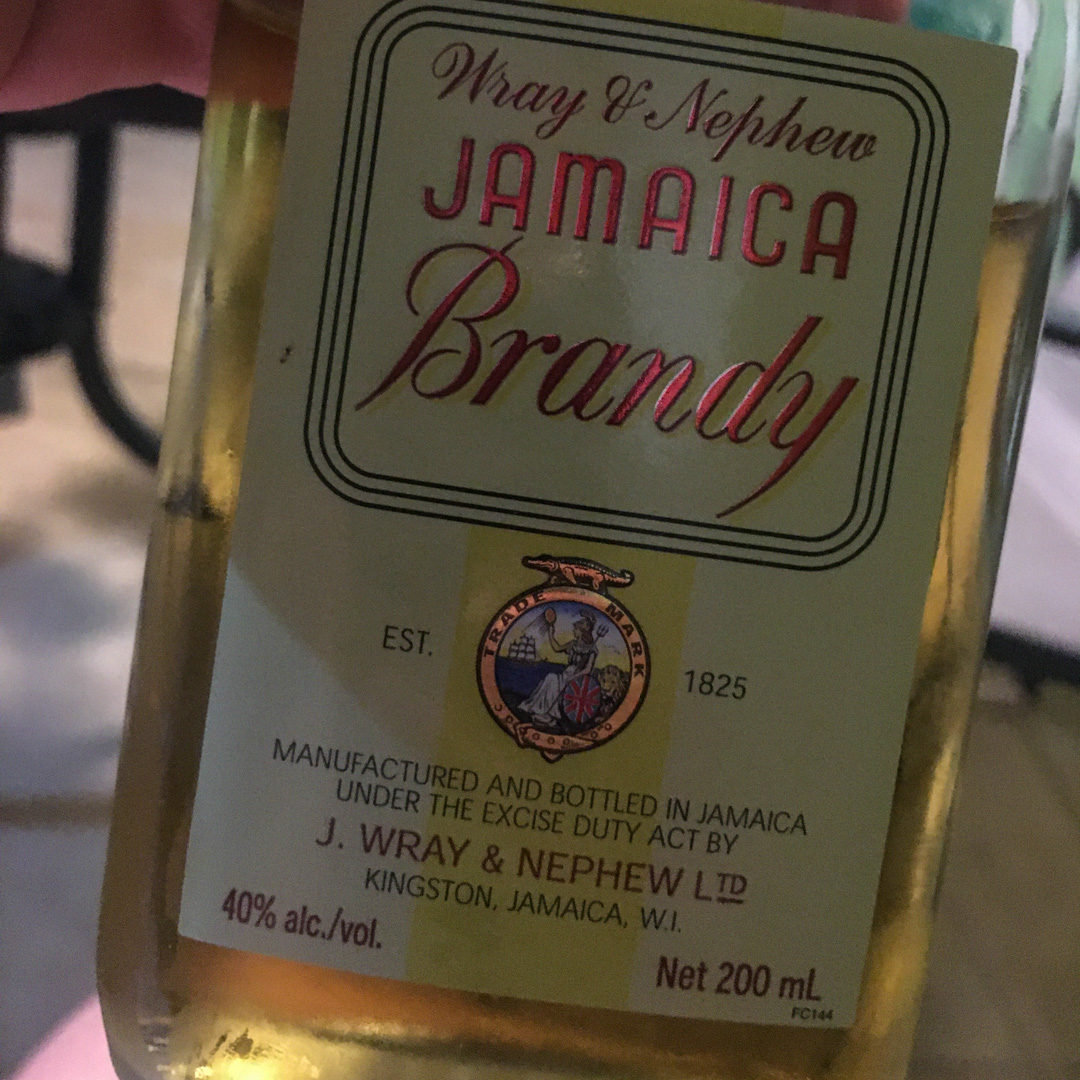 Wray & Nephew
JAMAICA
Brandy
TRADE MARK
EST. 1825
MANUFACTURED AND BOTTLED IN JAMAICA
UNDER THE EXCISE DUTY ACT BY
J. WRAY & NEPHEW LTD
KINGSTON, JAMAICA, W.I.
40% alc./vol.
Net 200 mL
FC144